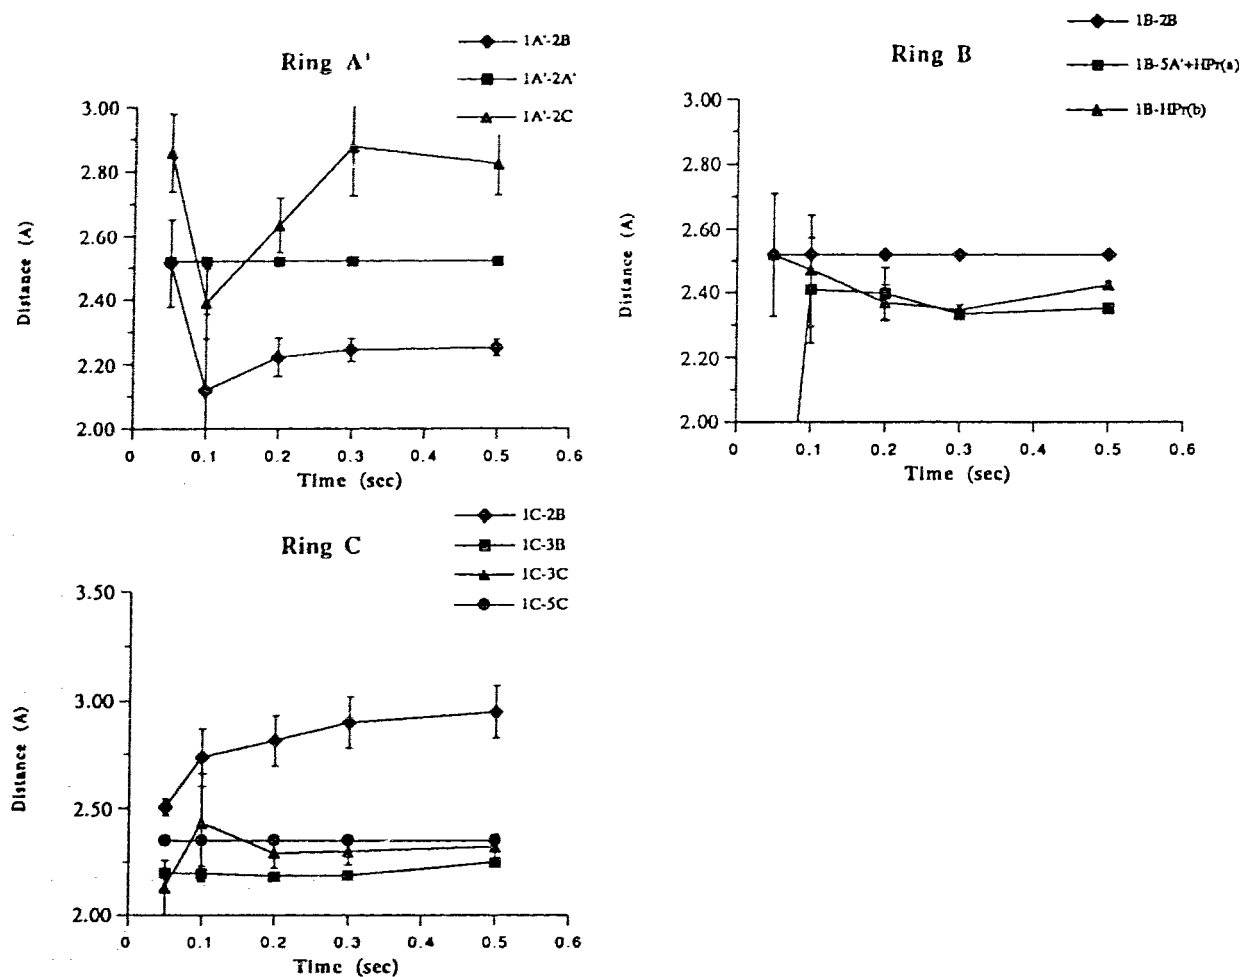 Ring A'
1A'-2B
1A'-2A'
1A'-2C
3.00
2.80
2.60
2.40
2.20
2.00
Distance (A)
0 0.1 0.2 0.3 0.4 0.5 0.6
Time (sec)
Ring B
1B-2B
1B-5A'+HPr(a)
1B-HPr(b)
3.00
2.80
2.60
2.40
2.20
2.00
Distance (A)
0 0.1 0.2 0.3 0.4 0.5 0.6
Time (sec)
Ring C
1C-2B
1C-3B
1C-3C
1C-5C
3.50
3.00
2.50
2.00
Distance (A)
0 0.1 0.2 0.3 0.4 0.5 0.6
Time (sec)